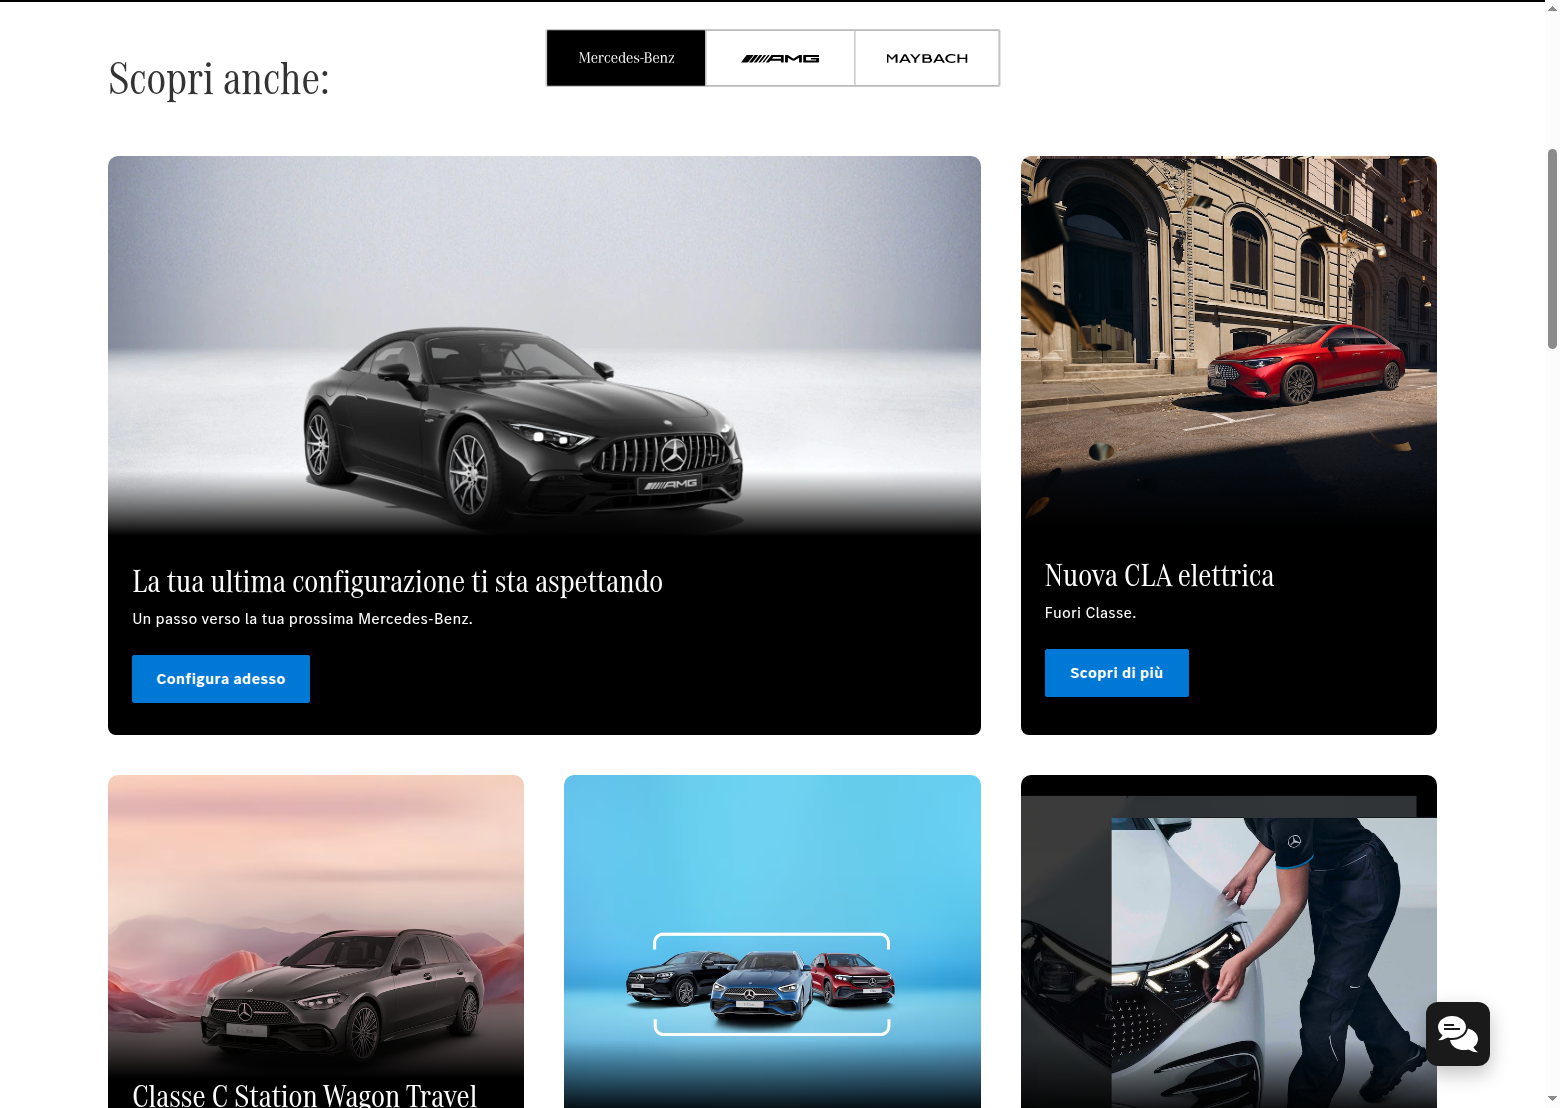 Scopri anche:
Mercedes-Benz
AMG
MAYBACH
AMG
La tua ultima configurazione ti sta aspettando
Un passo verso la tua prossima Mercedes-Benz.
Configura adesso
Nuova CLA elettrica
Fuori Classe.
Scopri di più
Classe C Station Wagon Travel